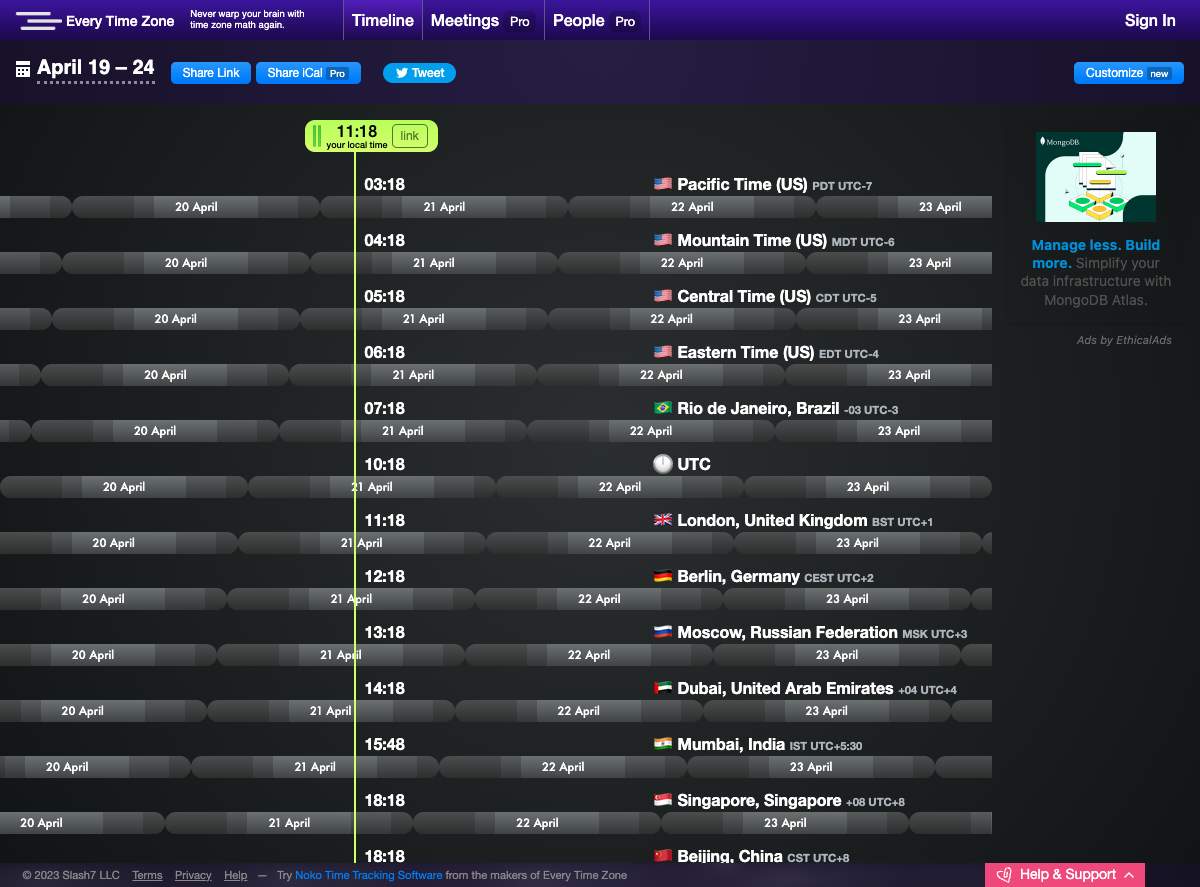 Every Time Zone
Never warp your brain with
time zone math again.
Timeline
Meetings Pro
People Pro
Sign In
April 19 – 24
Share Link
Share iCal Pro
Tweet
Customize new
11:18
your local time
link
MongoDB.
Manage less. Build
more. Simplify your
data infrastructure with
MongoDB Atlas.
Ads by EthicalAds
03:18 Pacific Time (US) PDT UTC-7
20 April 21 April 22 April 23 April
04:18 Mountain Time (US) MDT UTC-6
20 April 21 April 22 April 23 April
05:18 Central Time (US) CDT UTC-5
20 April 21 April 22 April 23 April
06:18 Eastern Time (US) EDT UTC-4
20 April 21 April 22 April 23 April
07:18 Rio de Janeiro, Brazil -03 UTC-3
20 April 21 April 22 April 23 April
10:18 UTC
20 April 21 April 22 April 23 April
11:18 London, United Kingdom BST UTC+1
20 April 21 April 22 April 23 April
12:18 Berlin, Germany CEST UTC+2
20 April 21 April 22 April 23 April
13:18 Moscow, Russian Federation MSK UTC+3
20 April 21 April 22 April 23 April
14:18 Dubai, United Arab Emirates +04 UTC+4
20 April 21 April 22 April 23 April
15:48 Mumbai, India IST UTC+5:30
20 April 21 April 22 April 23 April
18:18 Singapore, Singapore +08 UTC+8
20 April 21 April 22 April 23 April
18:18 Beijing, China CST UTC+8
© 2023 Slash7 LLC Terms Privacy Help — Try Noko Time Tracking Software from the makers of Every Time Zone
Help & Support